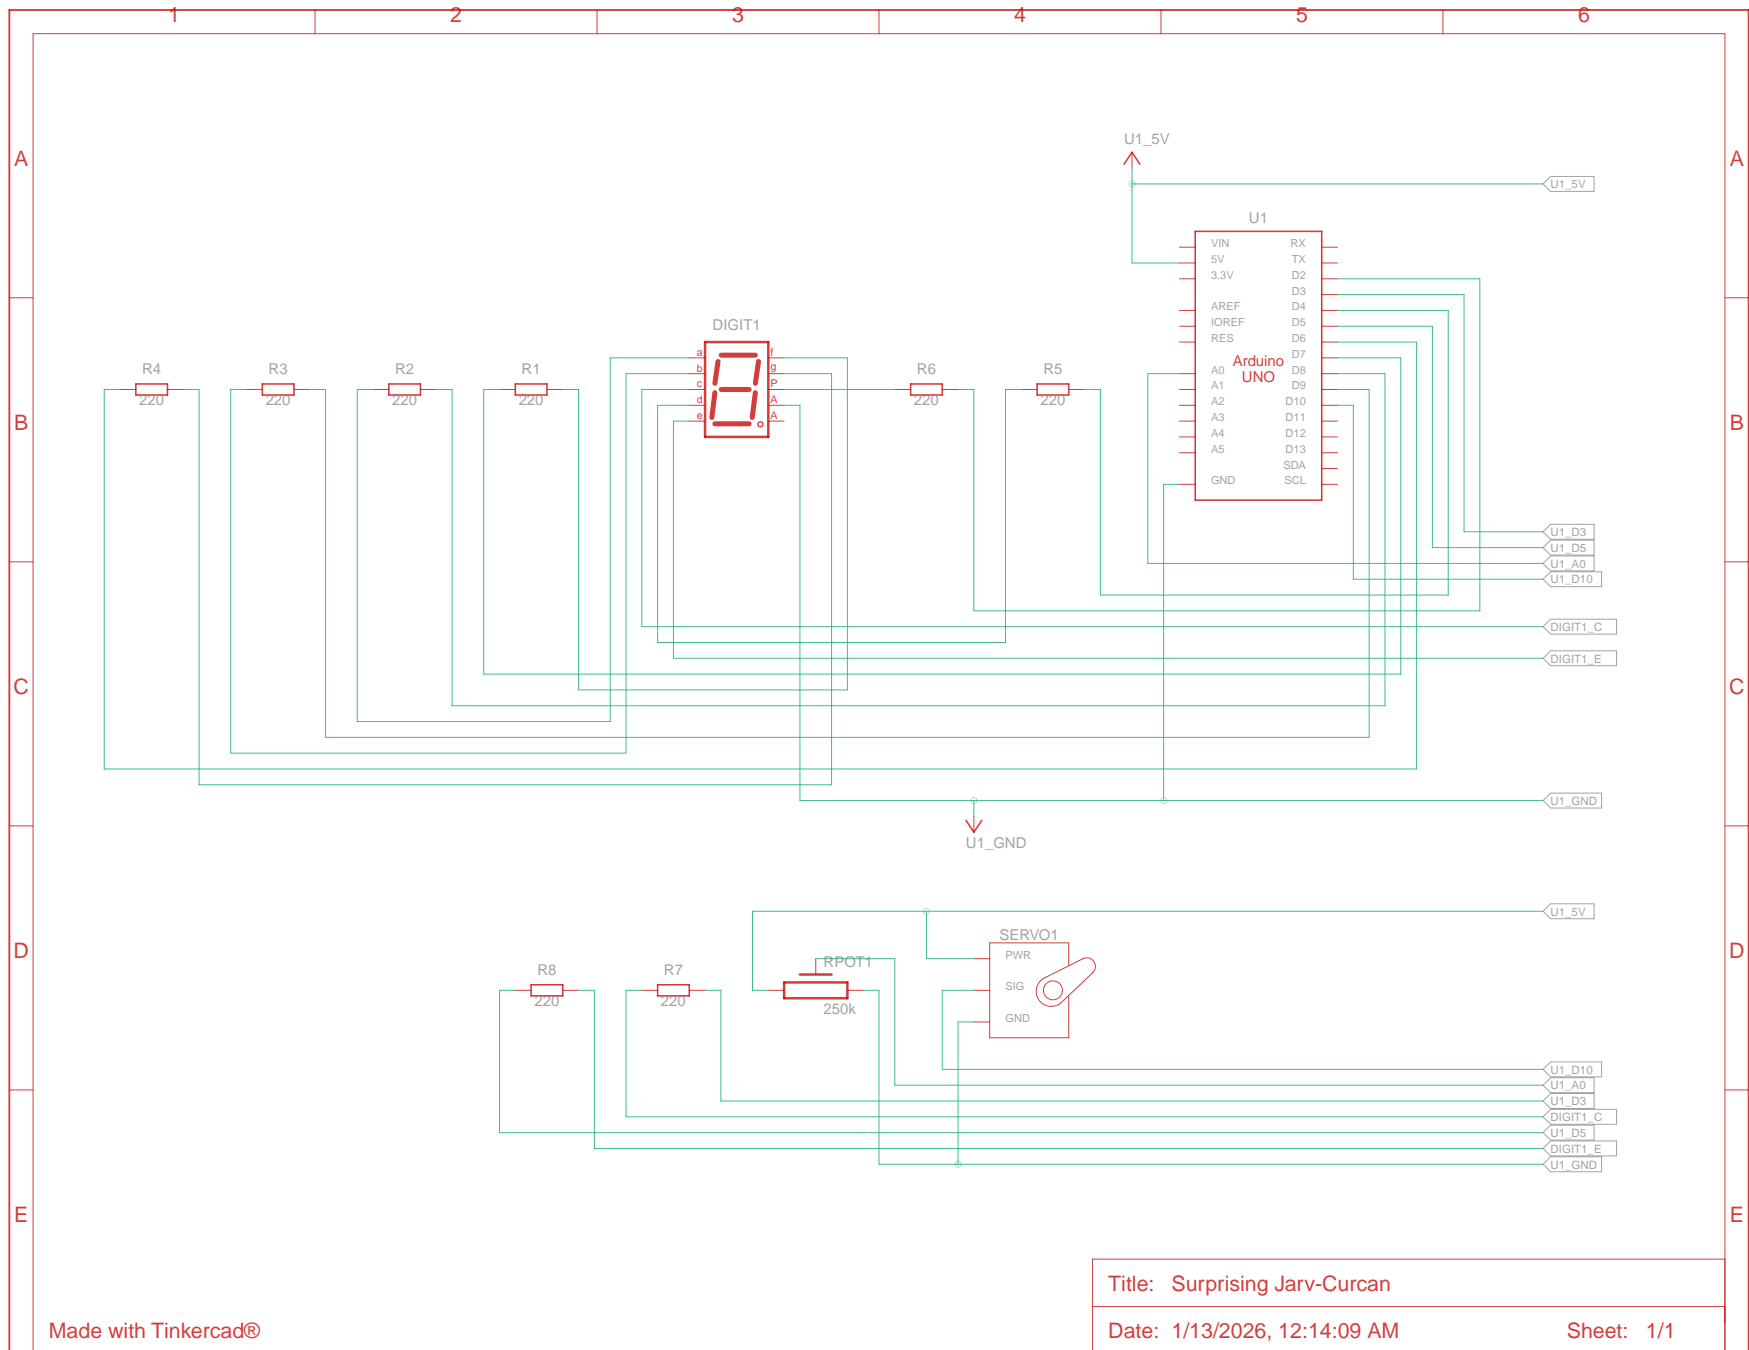 1 2 3 4 5 6
A A
U1_5V
U1_5V
U1
VIN RX
5V TX
3.3V D2
D3
AREF D4
IOREF D5
RES D6
D7
Arduino
UNO
A0 D8
A1 D9
A2 D10
A3 D11
A4 D12
A5 D13
SDA
GND SCL
DIGIT1
a f
b g
c P
d A
e A
R4 R3 R2 R1 R6 R5
220 220 220 220 220 220
B B
U1_D3
U1_D5
U1_A0
U1_D10
DIGIT1_C
DIGIT1_E
C C
U1_GND
U1_GND
U1_5V
D D
SERVO1
PWR
SIG
GND
R8 R7 RPOT1
220 220 250k
U1_D10
U1_A0
U1_D3
DIGIT1_C
U1_D5
DIGIT1_E
U1_GND
E E
Title: Surprising Jarv-Curcan
Made with Tinkercad®
Date: 1/13/2026, 12:14:09 AM Sheet: 1/1